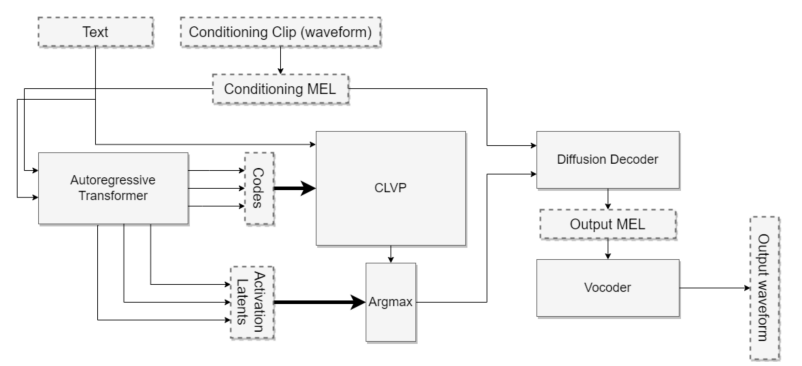 Text
Conditioning Clip (waveform)
Conditioning MEL
Autoregressive
Transformer
Codes
CLVP
Diffusion Decoder
Output MEL
Activation
Latents
Argmax
Vocoder
Output waveform